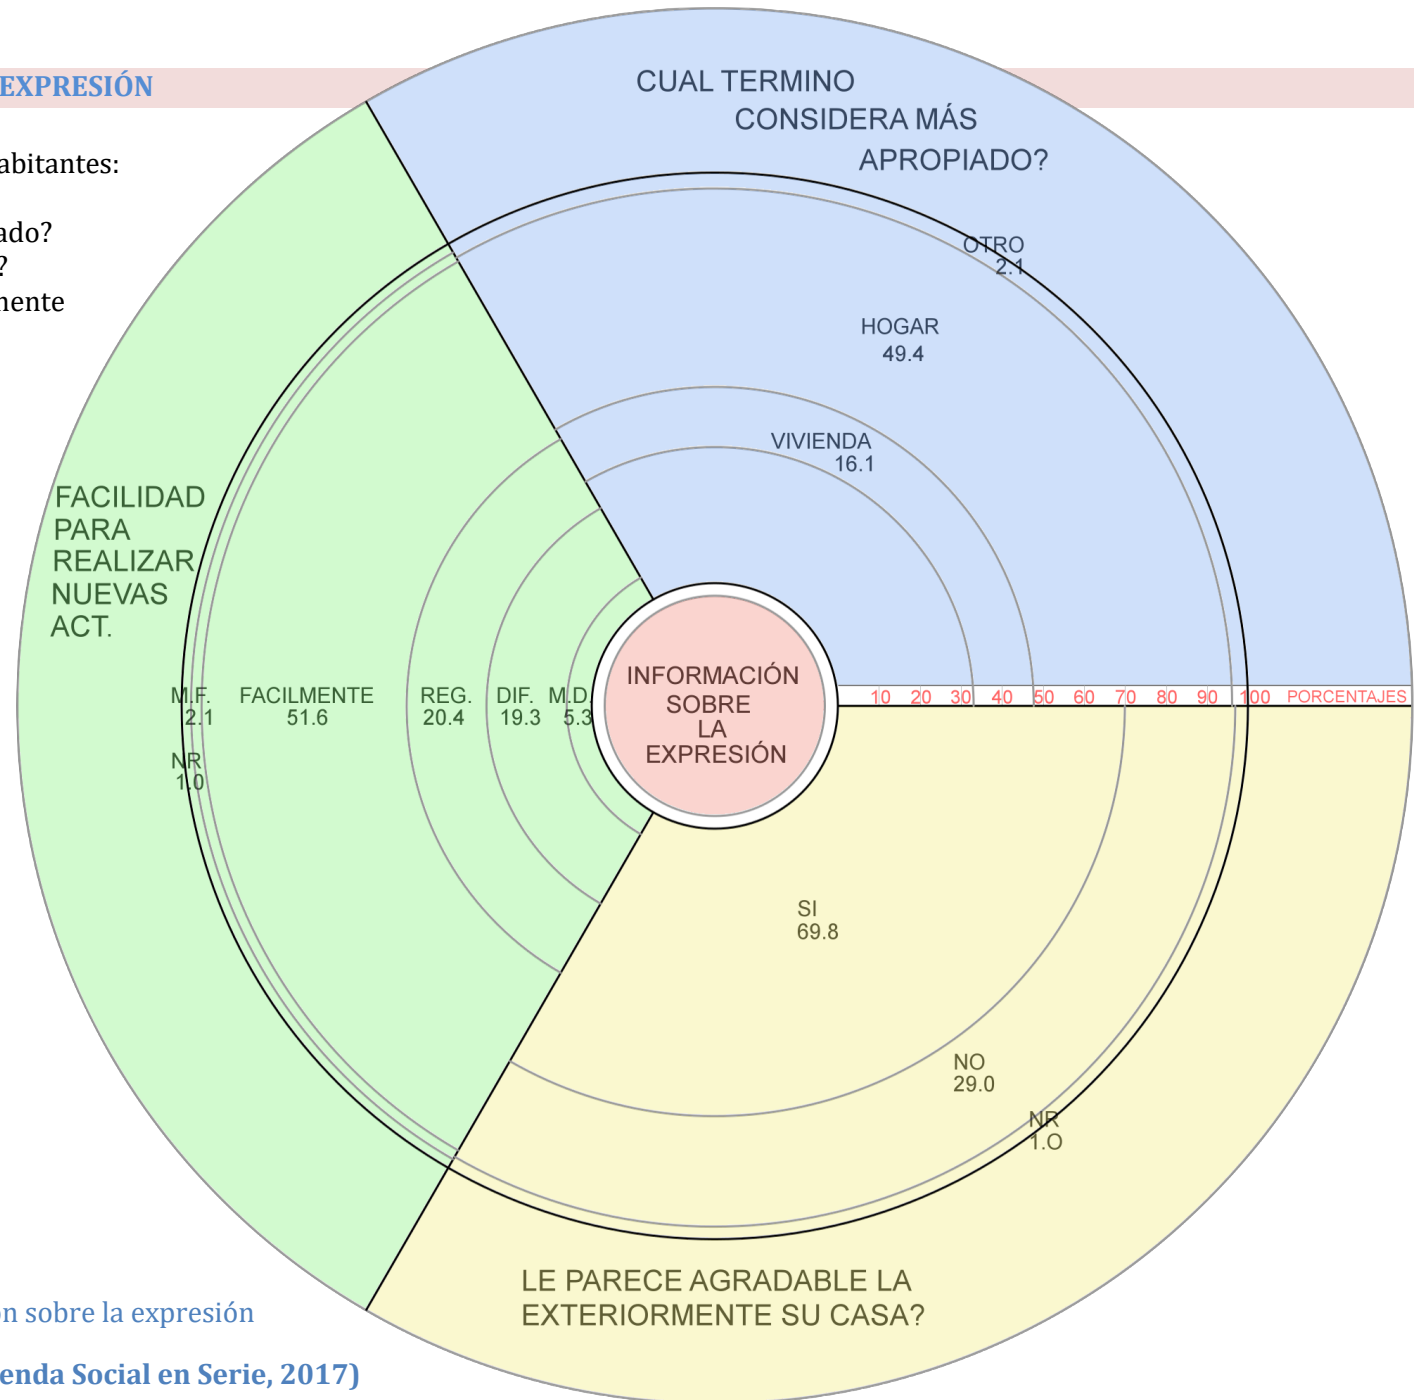 EXPRESIÓN
abitantes:
ado?
?
mente
CUAL TERMINO
CONSIDERA MÁS
APROPIADO?
OTRO
2.1
HOGAR
49.4
VIVIENDA
16.1
FACILIDAD
PARA
REALIZAR
NUEVAS
ACT.
M.F. FACILMENTE REG. DIF. M.D.
2.1 51.6 20.4 19.3 5.3
NR
1.0
INFORMACIÓN
SOBRE
LA
EXPRESIÓN
10 20 30 40 50 60 70 80 90 100 PORCENTAJES
SI
69.8
NO
29.0
NR
1.O
LE PARECE AGRADABLE LA
EXTERIORMENTE SU CASA?
ón sobre la expresión
enda Social en Serie, 2017)